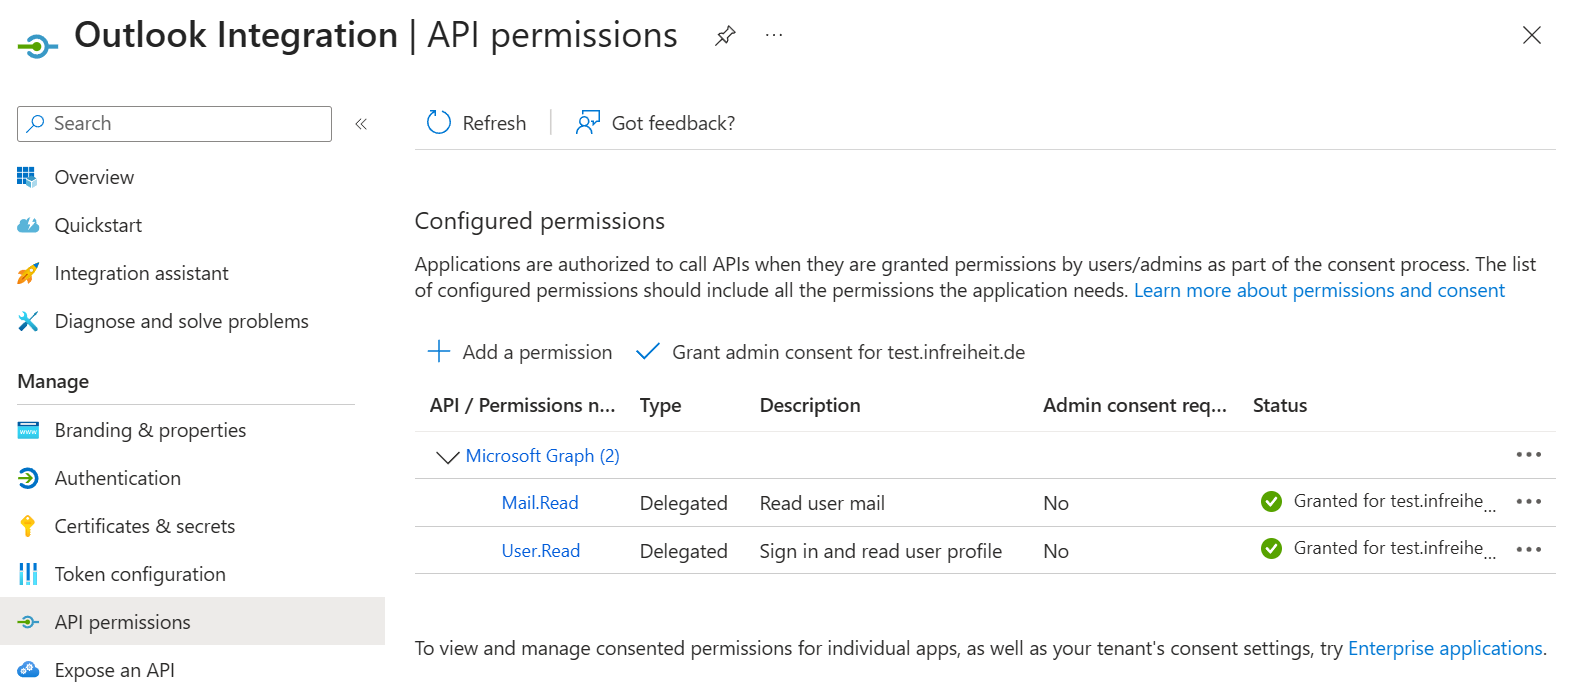 Outlook Integration | API permissions
Search
Refresh
Got feedback?
Overview
Quickstart
Integration assistant
Diagnose and solve problems
Manage
Branding & properties
Authentication
Certificates & secrets
Token configuration
API permissions
Expose an API
Configured permissions
Applications are authorized to call APIs when they are granted permissions by users/admins as part of the consent process. The list
of configured permissions should include all the permissions the application needs. Learn more about permissions and consent
Add a permission
Grant admin consent for test.infreiheit.de
API / Permissions n... Type Description Admin consent req... Status
Microsoft Graph (2)
Mail.Read Delegated Read user mail No Granted for test.infreihe...
User.Read Delegated Sign in and read user profile No Granted for test.infreihe...
To view and manage consented permissions for individual apps, as well as your tenant's consent settings, try Enterprise applications.
www